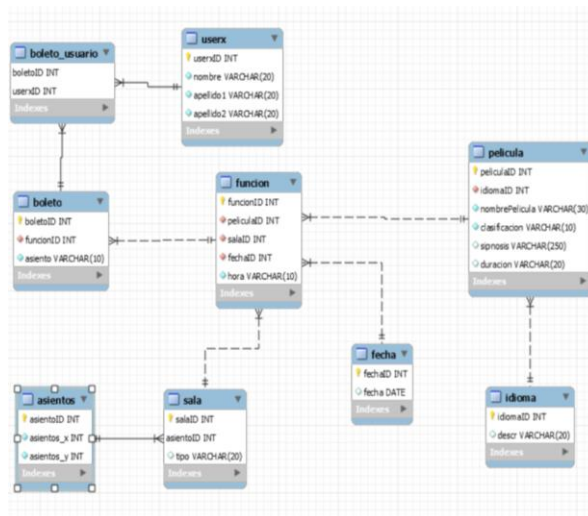 boleto_usuario
boletoID INT
userxID INT
Indexes
userx
userxID INT
nombre VARCHAR(20)
apellido1 VARCHAR(20)
apellido2 VARCHAR(20)
Indexes
boleto
boletoID INT
funcionID INT
asiento VARCHAR(10)
Indexes
funcion
funcionID INT
peliculaID INT
salaID INT
fechaID INT
hora VARCHAR(10)
Indexes
pelicula
peliculaID INT
idiomaID INT
nombrePelicula VARCHAR(30)
clasificacion VARCHAR(10)
sipnosis VARCHAR(250)
duracion VARCHAR(20)
Indexes
asientos
asientoID INT
asientos_x INT
asientos_y INT
Indexes
sala
salaID INT
asientoID INT
tipo VARCHAR(20)
Indexes
fecha
fechaID INT
fecha DATE
Indexes
idioma
idiomaID INT
descr VARCHAR(20)
Indexes